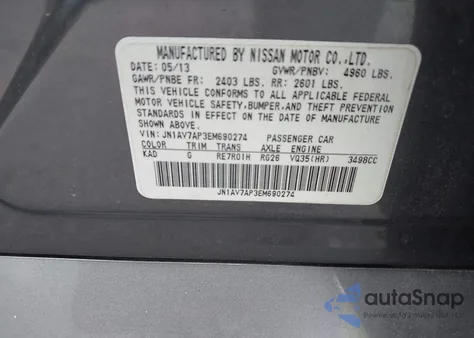 MANUFACTURED BY NISSAN MOTOR CO.,LTD.
DATE: 05/13 GVWR/PNBV: 4960 LBS.
GAWR/PNBE FR: 2403 LBS. RR: 2601 LBS.
THIS VEHICLE CONFORMS TO ALL APPLICABLE FEDERAL
MOTOR VEHICLE SAFETY, BUMPER, AND THEFT PREVENTION
STANDARDS IN EFFECT ON THE DATE OF MANUFACTURE
SHOWN ABOVE.
VIN: JN1AV7AP3EM690274 PASSENGER CAR
COLOR TRIM TRANS AXLE ENGINE
KAD G RE7R01H RG26 VQ35(HR) 3498CC
JN1AV7AP3EM690274
autoSnap
VEHICLE DATABASE